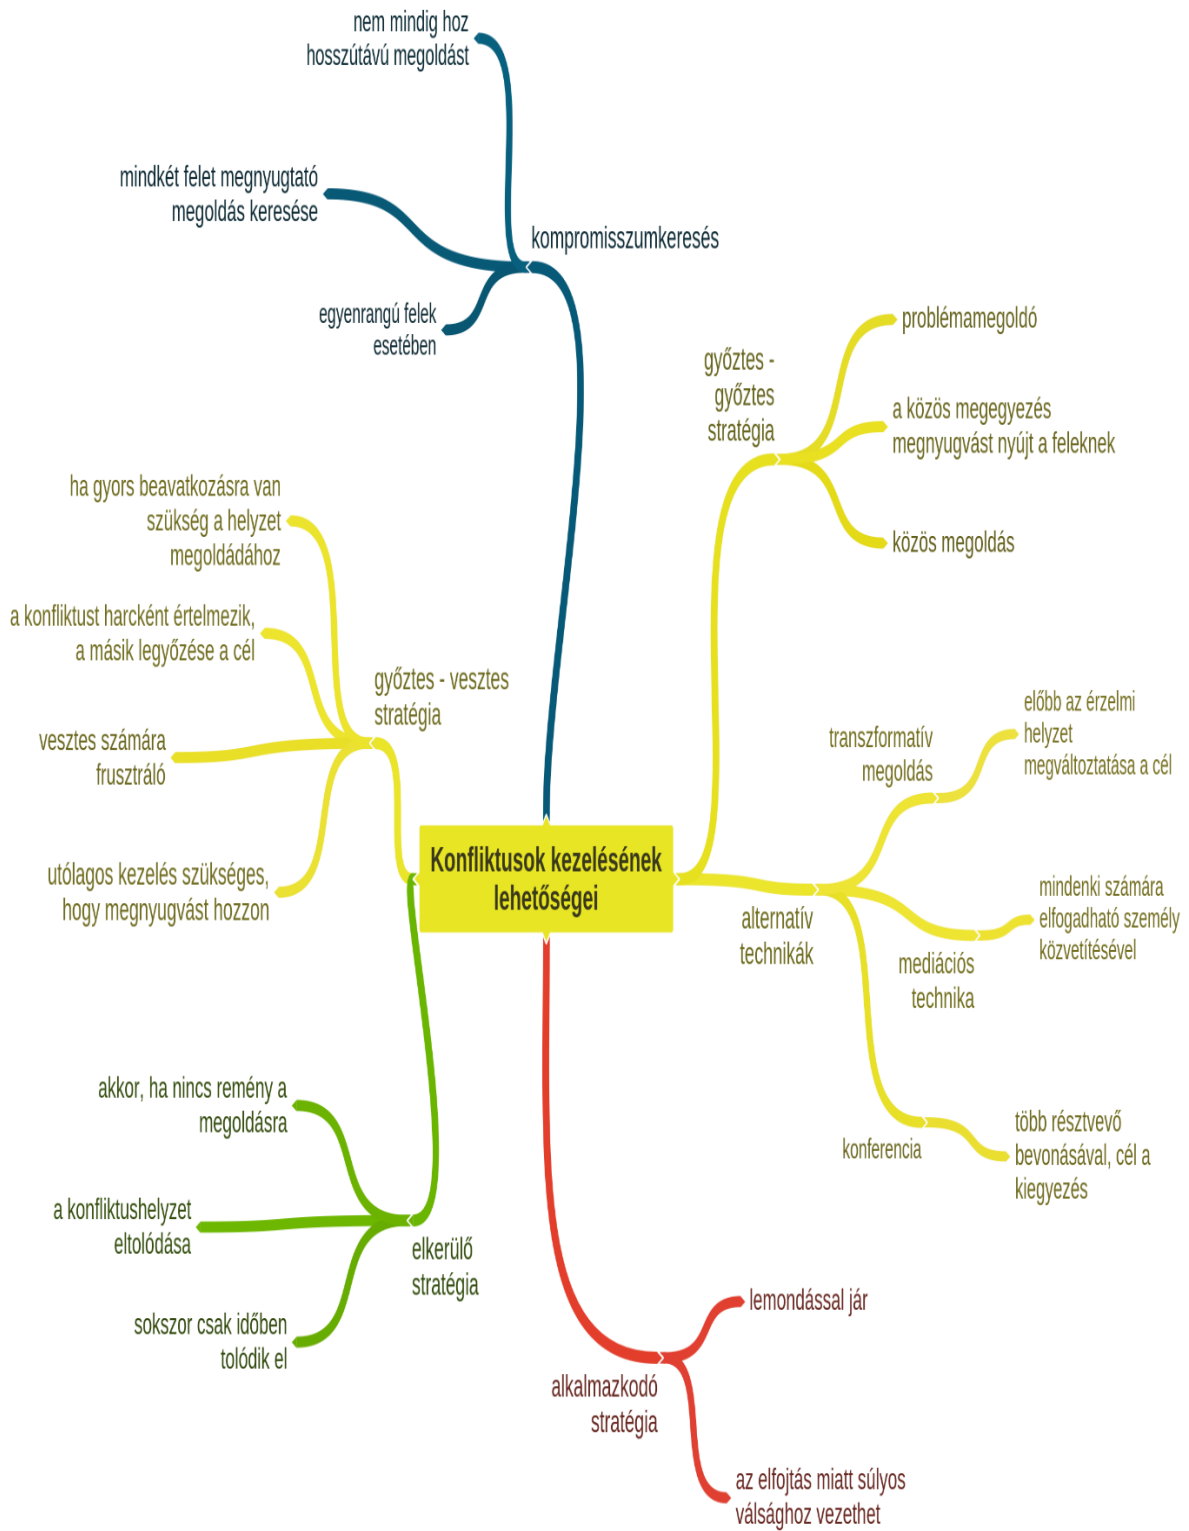 nem mindig hoz
hosszútávú megoldást
mindkét felet megnyugtató
megoldás keresése
kompromisszumkeresés
egyenrangú felek
esetében
problémamegoldó
győztes -
győztes
stratégia
a közös megegyezés
megnyugvást nyújt a feleknek
közös megoldás
ha gyors beavatkozásra van
szükség a helyzet
megoldádához
a konfliktust harcként értelmezik,
a másik legyőzése a cél
győztes - vesztes
stratégia
vesztes számára
frusztráló
utólagos kezelés szükséges,
hogy megnyugvást hozzon
Konfliktusok kezelésének
lehetőségei
előbb az érzelmi
helyzet
megváltoztatása a cél
transzformatív
megoldás
alternatív
technikák
mindenki számára
elfogadható személy
közvetítésével
mediációs
technika
konferencia
több résztvevő
bevonásával, cél a
kiegyezés
akkor, ha nincs remény a
megoldásra
a konfliktushelyzet
eltolódása
elkerülő
stratégia
sokszor csak időben
tolódik el
lemondással jár
alkalmazkodó
stratégia
az elfojtás miatt súlyos
válsághoz vezethet